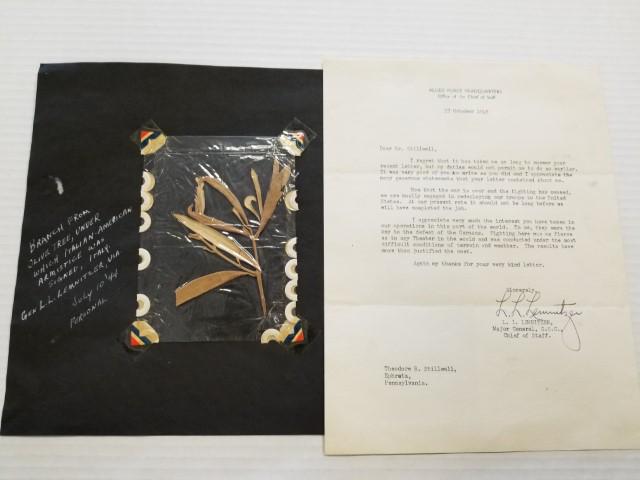 BRANCH FROM
OLIVE TREE UNDER
WHICH ITALIAN AMERICAN
ARMISTICE WAS
SIGNED, ITALY
GEN L.L. LEMNITZER, VIA
JULY 10 44
PERSONAL
ALLIED FORCE HEADQUARTERS
Office of the Chief of Staff
October 1945
Dear Mr. Stillwell,
I regret that it has taken me so long to answer your
recent letter, but my duties would not permit me to do so earlier.
It was very good of you to write as you did and I appreciate the
many generous statements that your letter contained about me.
Now that the war is over and the fighting has ceased,
we are busily engaged in redeploying our troops to the United
States. At our present rate it should not be long before we
will have completed the job.
I appreciate very much the interest you have taken in
our operations in this part of the world. To me, they were the
key to the defeat of the Germans. Fighting here was as fierce
as in any Theater in the world and was conducted under the most
difficult conditions of terrain and weather. The results have
more than justified the cost.
Again my thanks for your very kind letter.
Sincerely,
L. L. Lemnitzer
L. L. LEMNITZER,
Major General, G.S.C.,
Chief of Staff.
Theodore B. Stillwell,
Ephrata,
Pennsylvania.